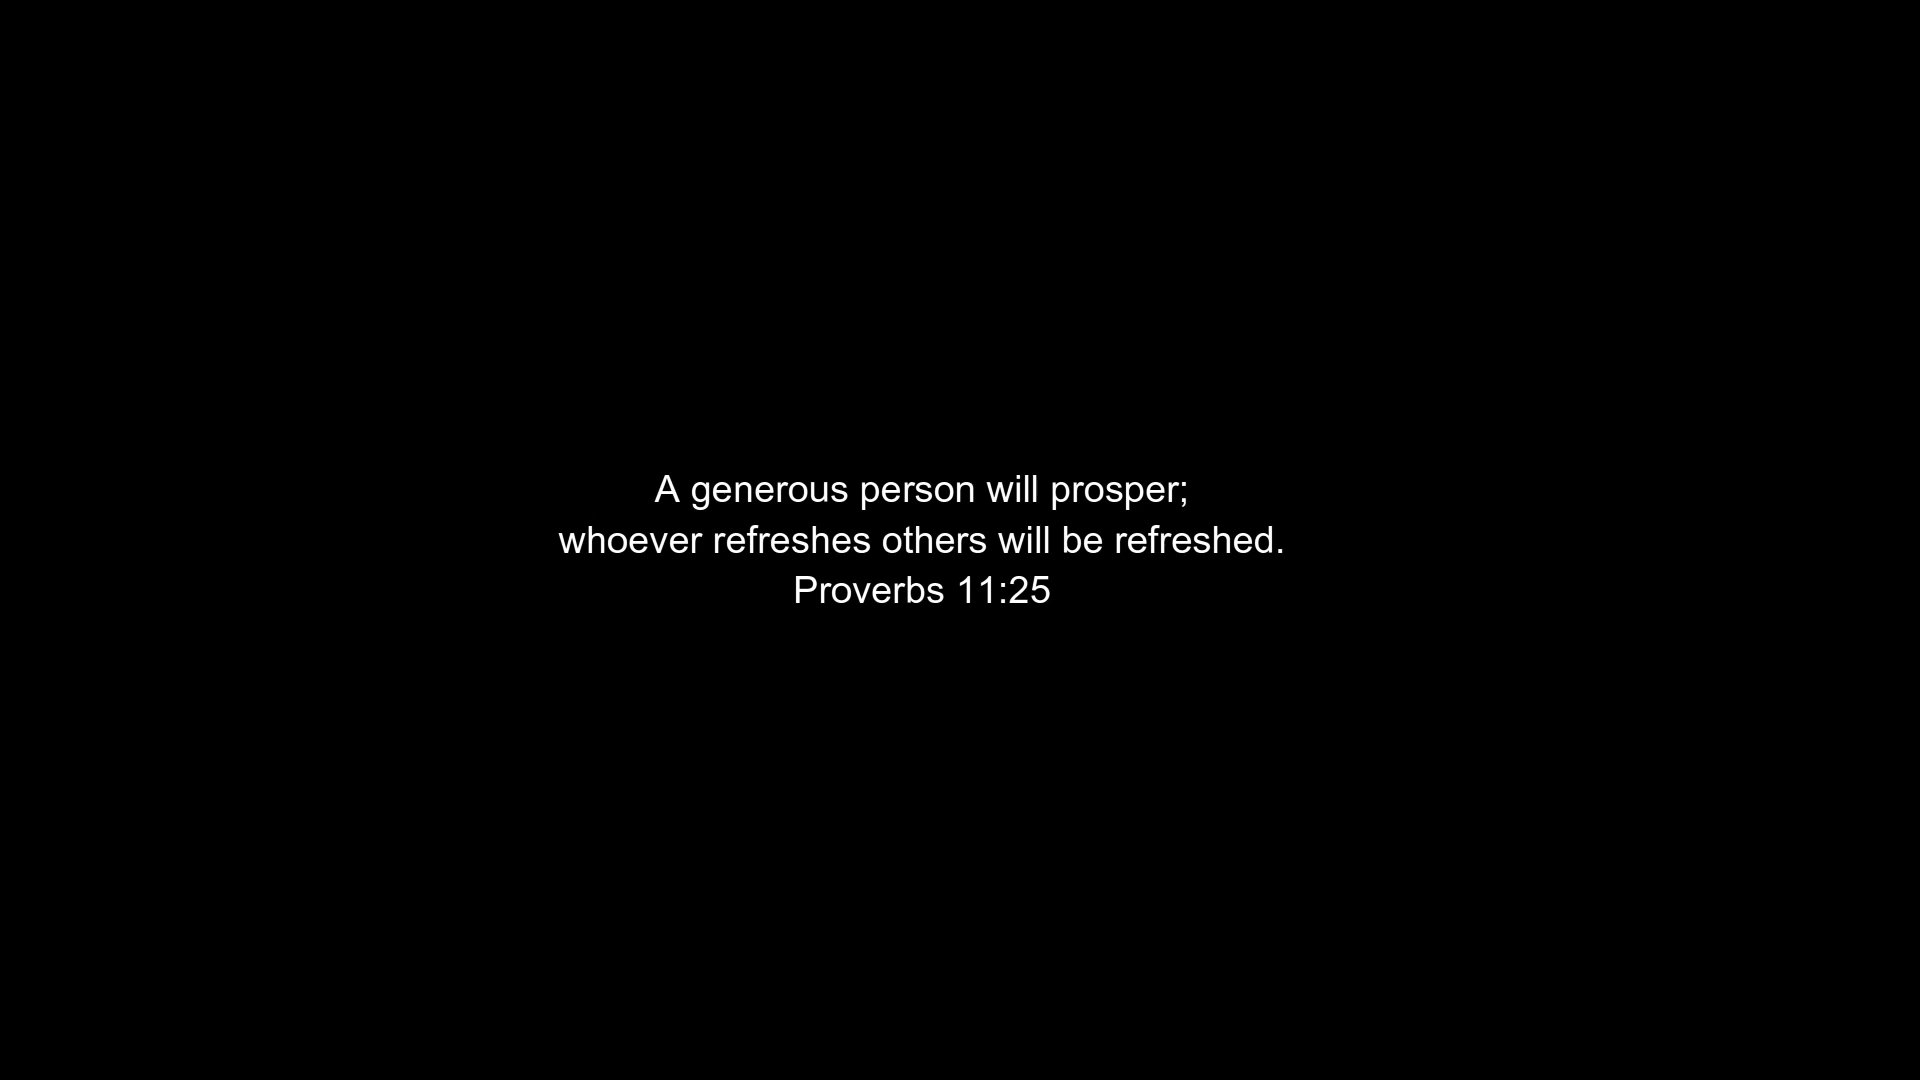 A generous person will prosper;
whoever refreshes others will be refreshed.
Proverbs 11:25